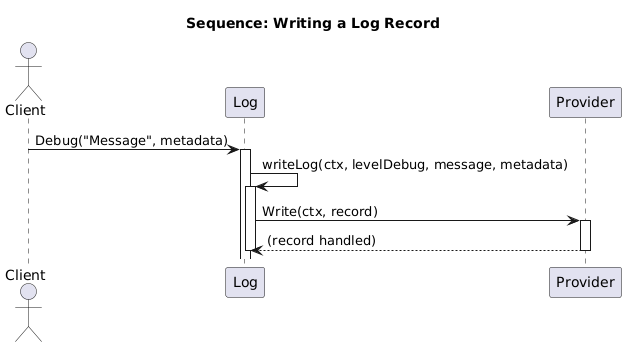 Sequence: Writing a Log Record
Client
Log
Provider
Debug("Message", metadata)
writeLog(ctx, levelDebug, message, metadata)
Write(ctx, record)
(record handled)
Client
Log
Provider